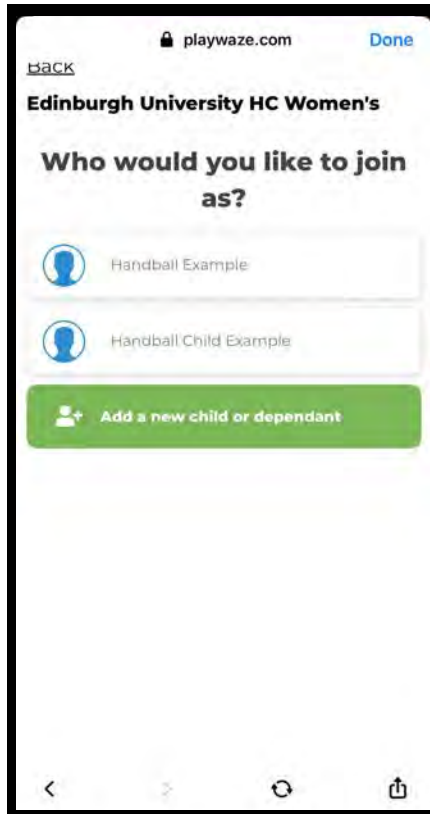 playwaze.com
Done
Back
Edinburgh University HC Women's
Who would you like to join
as?
Handball Example
Handball Child Example
Add a new child or dependant